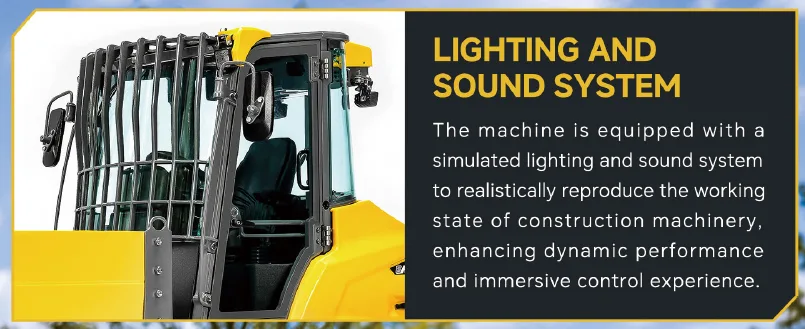 LIGHTING AND
SOUND SYSTEM
The machine is equipped with a
simulated lighting and sound system
to realistically reproduce the working
state of construction machinery,
enhancing dynamic performance
and immersive control experience.